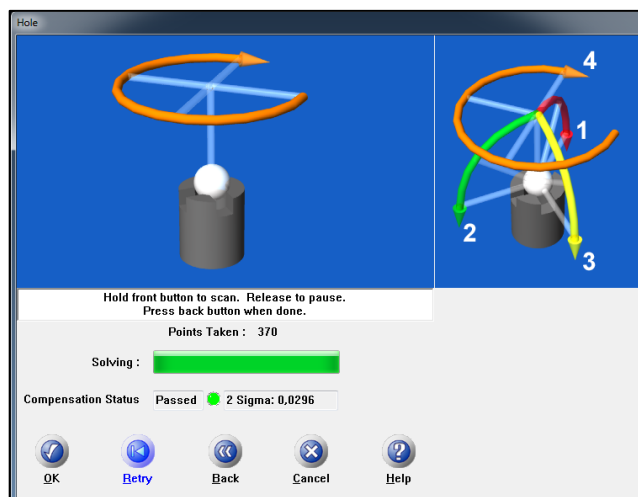 Hole
4
1
2
3
Hold front button to scan. Release to pause.
Press back button when done.
Points Taken : 370
Solving :
Compensation Status Passed 2 Sigma: 0,0296
OK Retry Back Cancel Help